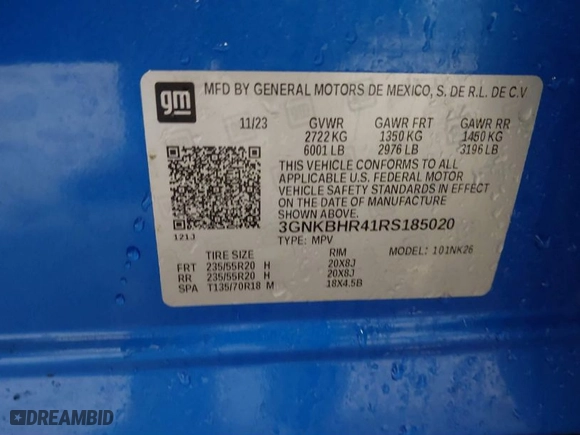 gm
MFD BY GENERAL MOTORS DE MEXICO, S. DE R.L. DE C.V
11/23 GVWR GAWR FRT GAWR RR
2722 KG 1350 KG 1450 KG
6001 LB 2976 LB 3196 LB
THIS VEHICLE CONFORMS TO ALL
APPLICABLE U.S. FEDERAL MOTOR
VEHICLE SAFETY STANDARDS IN EFFECT
ON THE DATE OF MANUFACTURE
SHOWN ABOVE.
3GNKBHR41RS185020
121J TYPE: MPV MODEL: 101NK26
TIRE SIZE RIM
FRT 235/55R20 H 20X8J
RR 235/55R20 H 20X8J
SPA T135/70R18 M 18X4.5B
DREAMBID